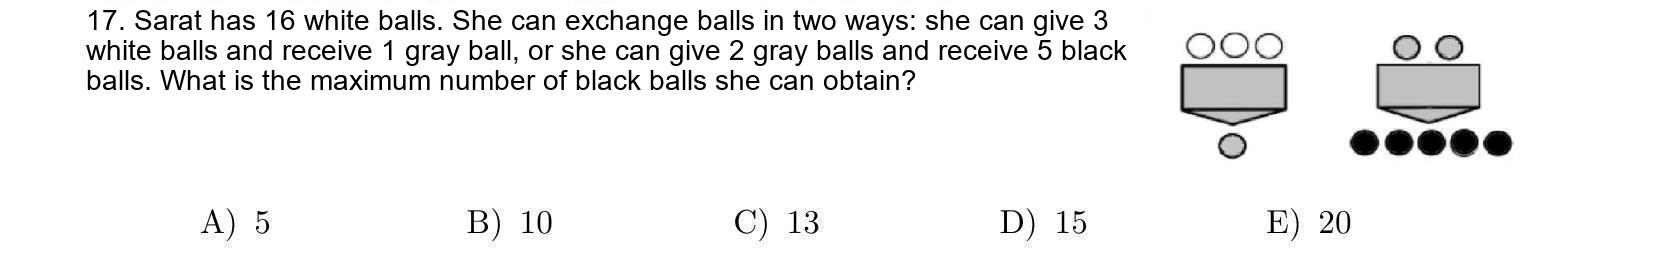 17. Sarat has 16 white balls. She can exchange balls in two ways: she can give 3
white balls and receive 1 gray ball, or she can give 2 gray balls and receive 5 black
balls. What is the maximum number of black balls she can obtain?
A) 5 B) 10 C) 13 D) 15 E) 20